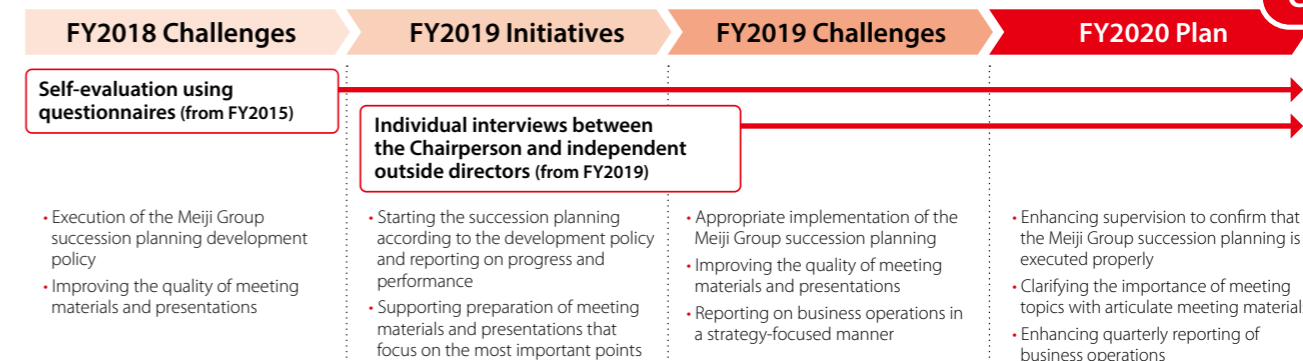 FY2018 Challenges
FY2019 Initiatives
FY2019 Challenges
FY2020 Plan
Self-evaluation using
questionnaires (from FY2015)
Individual interviews between
the Chairperson and independent
outside directors (from FY2019)
• Execution of the Meiji Group
succession planning development
policy
• Improving the quality of meeting
materials and presentations
• Starting the succession planning
according to the development policy
and reporting on progress and
performance
• Supporting preparation of meeting
materials and presentations that
focus on the most important points
• Appropriate implementation of the
Meiji Group succession planning
• Improving the quality of meeting
materials and presentations
• Reporting on business operations in
a strategy-focused manner
• Enhancing supervision to confirm that
the Meiji Group succession planning is
executed properly
• Clarifying the importance of meeting
topics with articulate meeting material
• Enhancing quarterly reporting of
business operations